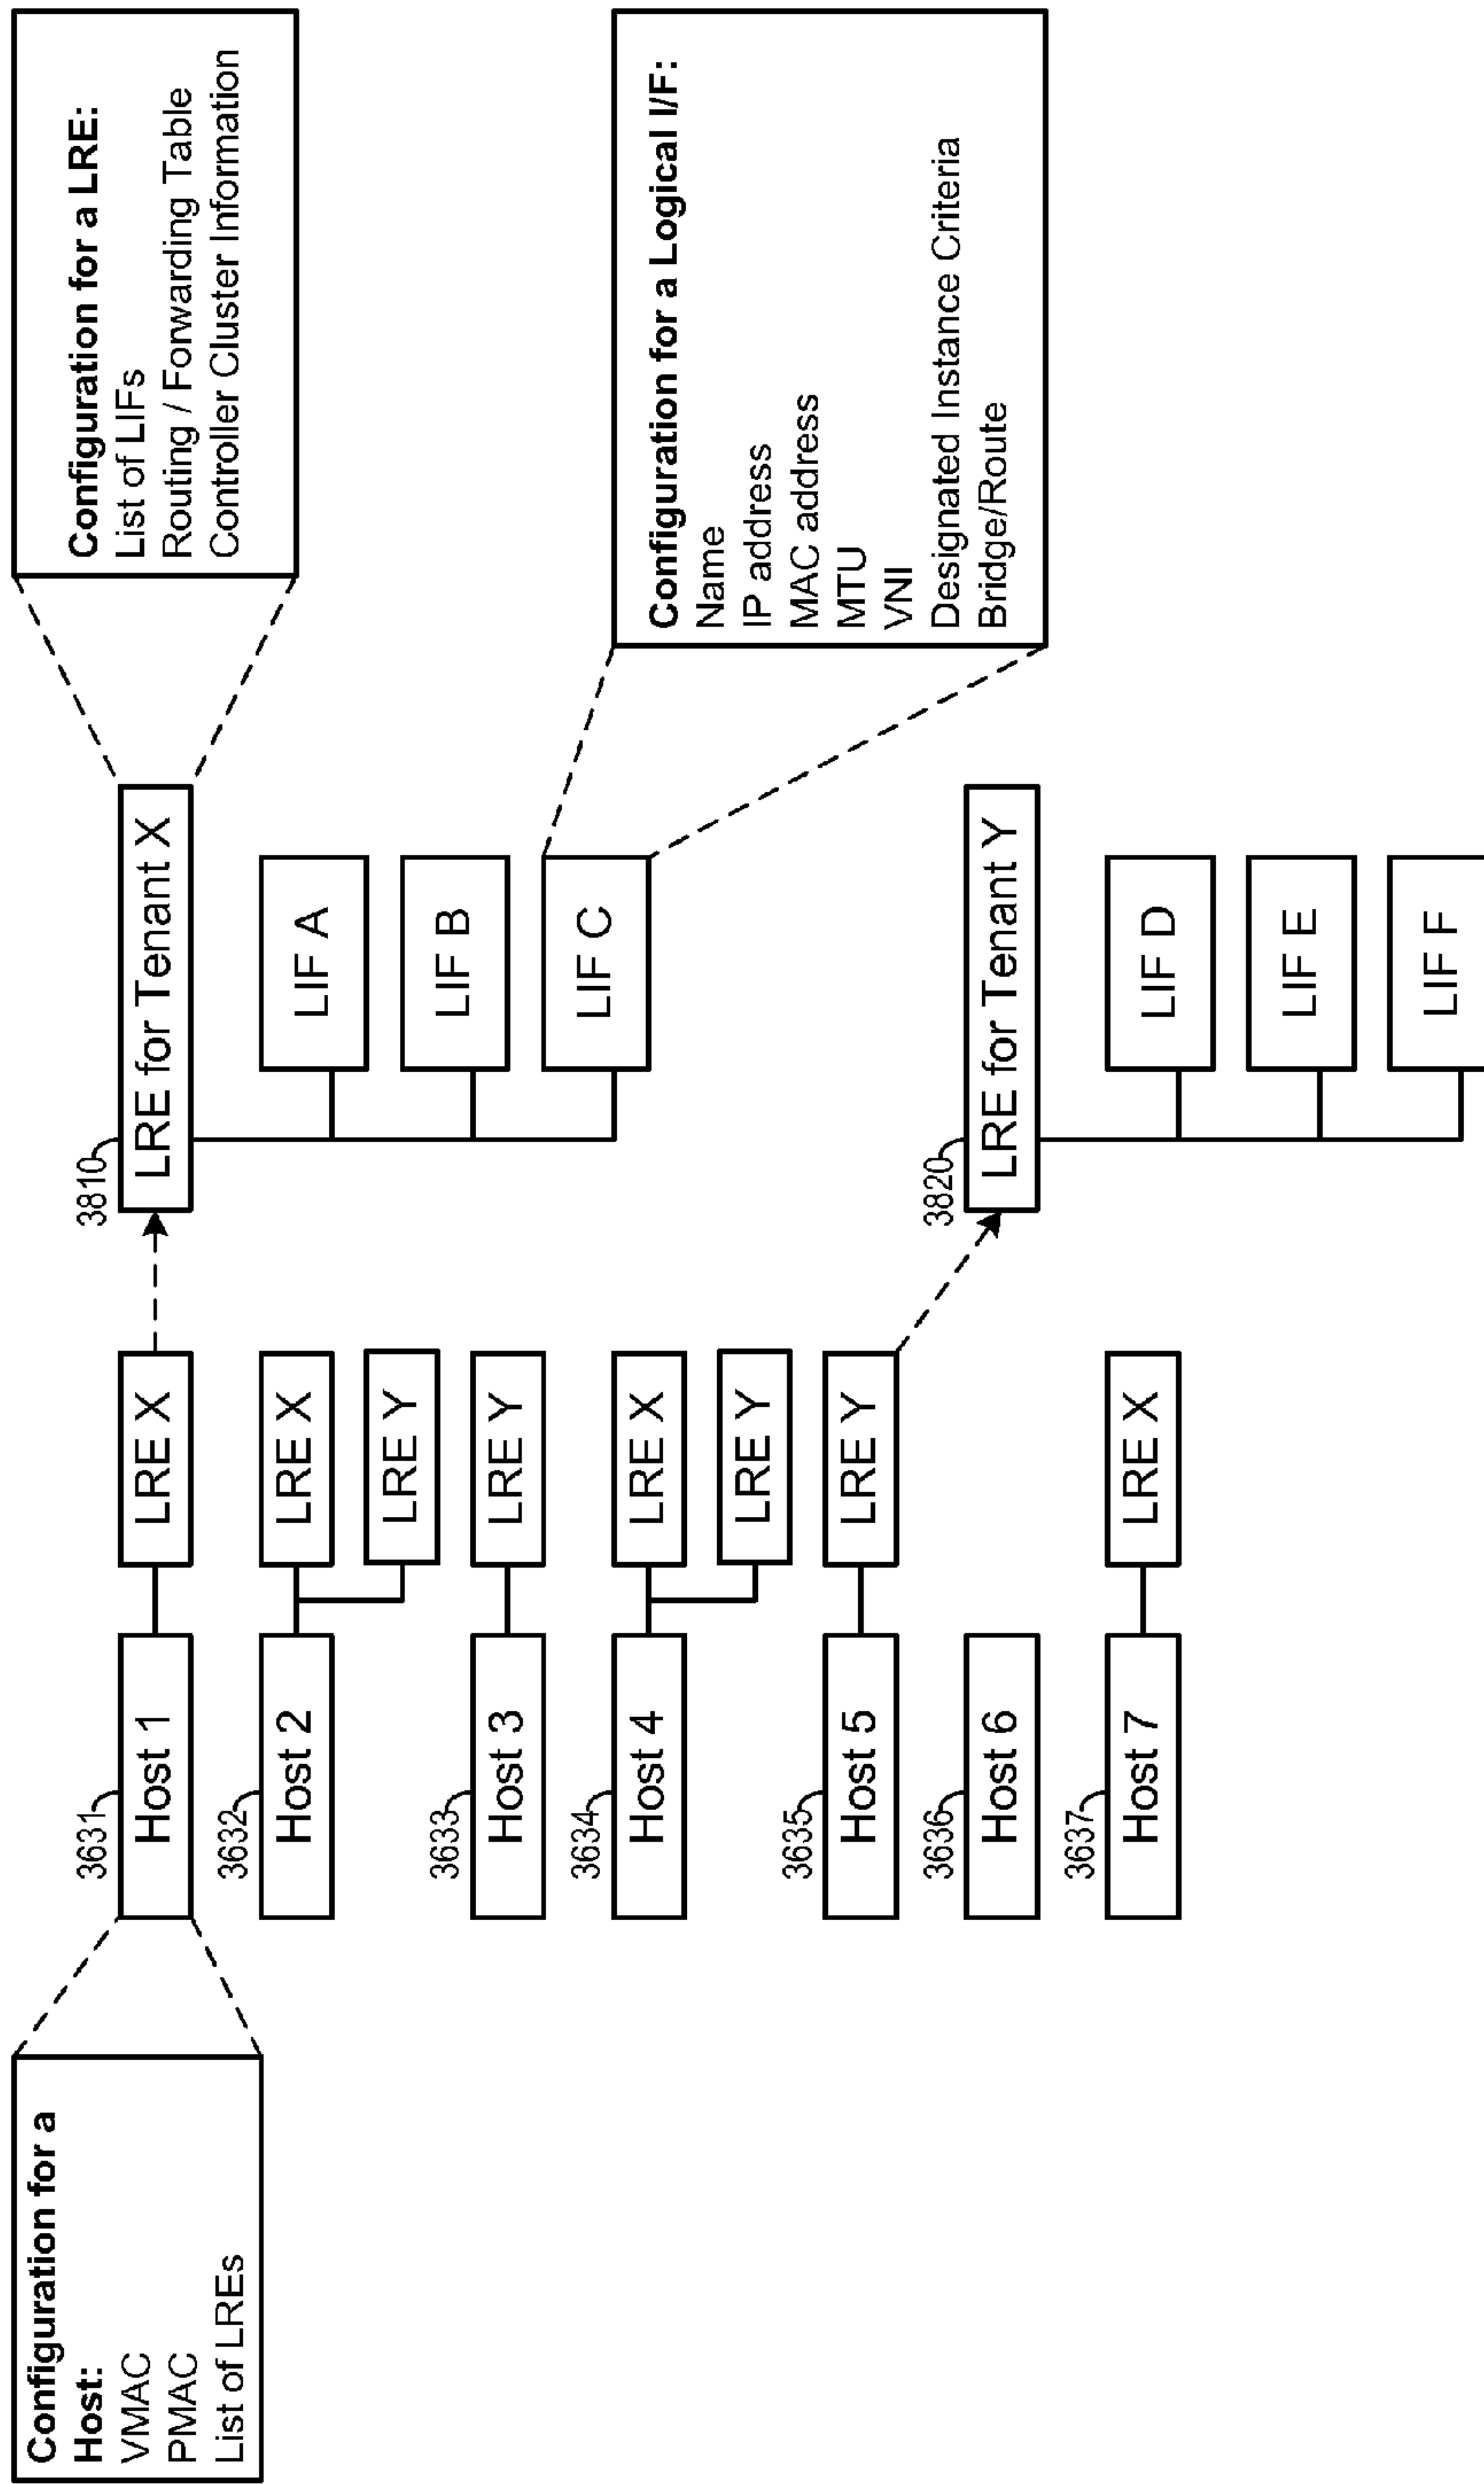 Configuration for a
Host:
VMAC
PMAC
List of LREs
3631
Host 1
LRE X
3632
Host 2
LRE X
LRE Y
3633
Host 3
LRE Y
3634
Host 4
LRE X
LRE Y
3635
Host 5
LRE Y
3636
Host 6
3637
Host 7
LRE X
3810
LRE for Tenant X
LIF A
LIF B
LIF C
3820
LRE for Tenant Y
LIF D
LIF E
LIF F
Configuration for a LRE:
List of LIFs
Routing / Forwarding Table
Controller Cluster Information
Configuration for a Logical I/F:
Name
IP address
MAC address
MTU
VNI
Designated Instance Criteria
Bridge/Route